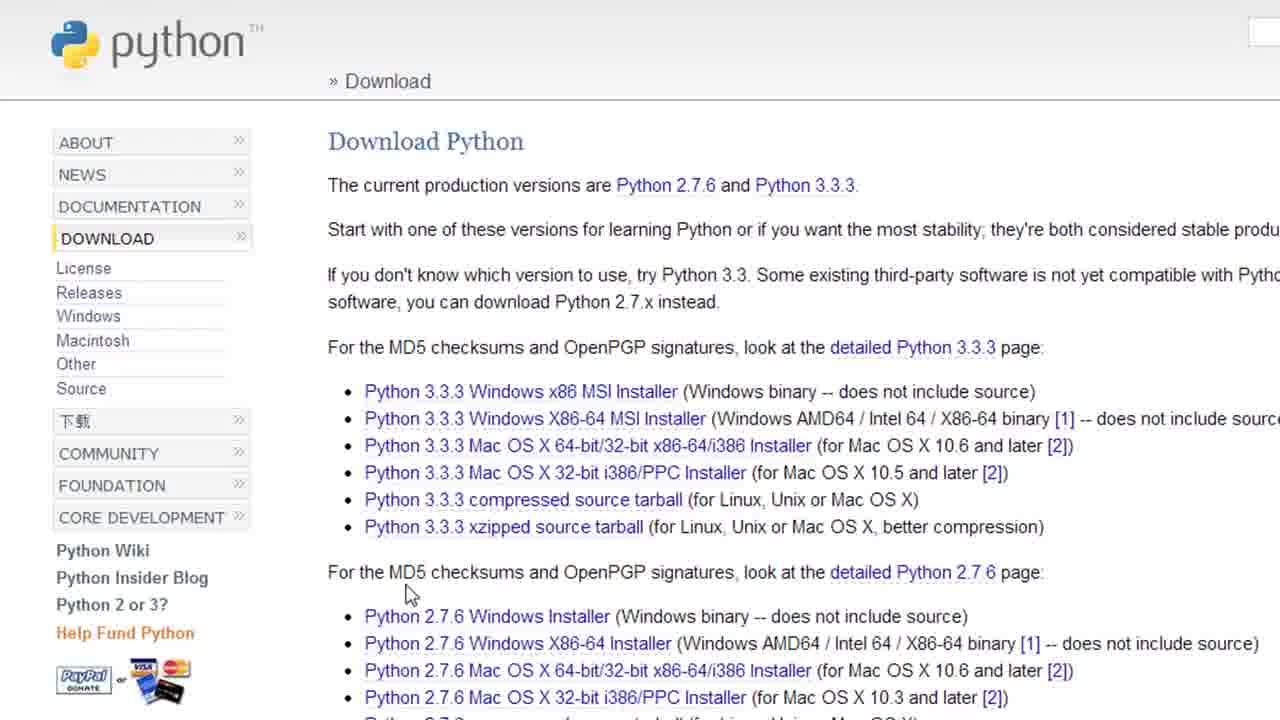 python™
» Download
ABOUT »
NEWS »
DOCUMENTATION »
DOWNLOAD »
License
Releases
Windows
Macintosh
Other
Source
下载 »
COMMUNITY »
FOUNDATION »
CORE DEVELOPMENT »
Python Wiki
Python Insider Blog
Python 2 or 3?
Help Fund Python
PayPal DONATE or VISA MasterCard
Download Python
The current production versions are Python 2.7.6 and Python 3.3.3.
Start with one of these versions for learning Python or if you want the most stability; they're both considered stable produ
If you don't know which version to use, try Python 3.3. Some existing third-party software is not yet compatible with Pytho
software, you can download Python 2.7.x instead.
For the MD5 checksums and OpenPGP signatures, look at the detailed Python 3.3.3 page:
• Python 3.3.3 Windows x86 MSI Installer (Windows binary -- does not include source)
• Python 3.3.3 Windows X86-64 MSI Installer (Windows AMD64 / Intel 64 / X86-64 binary [1] -- does not include source
• Python 3.3.3 Mac OS X 64-bit/32-bit x86-64/i386 Installer (for Mac OS X 10.6 and later [2])
• Python 3.3.3 Mac OS X 32-bit i386/PPC Installer (for Mac OS X 10.5 and later [2])
• Python 3.3.3 compressed source tarball (for Linux, Unix or Mac OS X)
• Python 3.3.3 xzipped source tarball (for Linux, Unix or Mac OS X, better compression)
For the MD5 checksums and OpenPGP signatures, look at the detailed Python 2.7.6 page:
• Python 2.7.6 Windows Installer (Windows binary -- does not include source)
• Python 2.7.6 Windows X86-64 Installer (Windows AMD64 / Intel 64 / X86-64 binary [1] -- does not include source)
• Python 2.7.6 Mac OS X 64-bit/32-bit x86-64/i386 Installer (for Mac OS X 10.6 and later [2])
• Python 2.7.6 Mac OS X 32-bit i386/PPC Installer (for Mac OS X 10.3 and later [2])